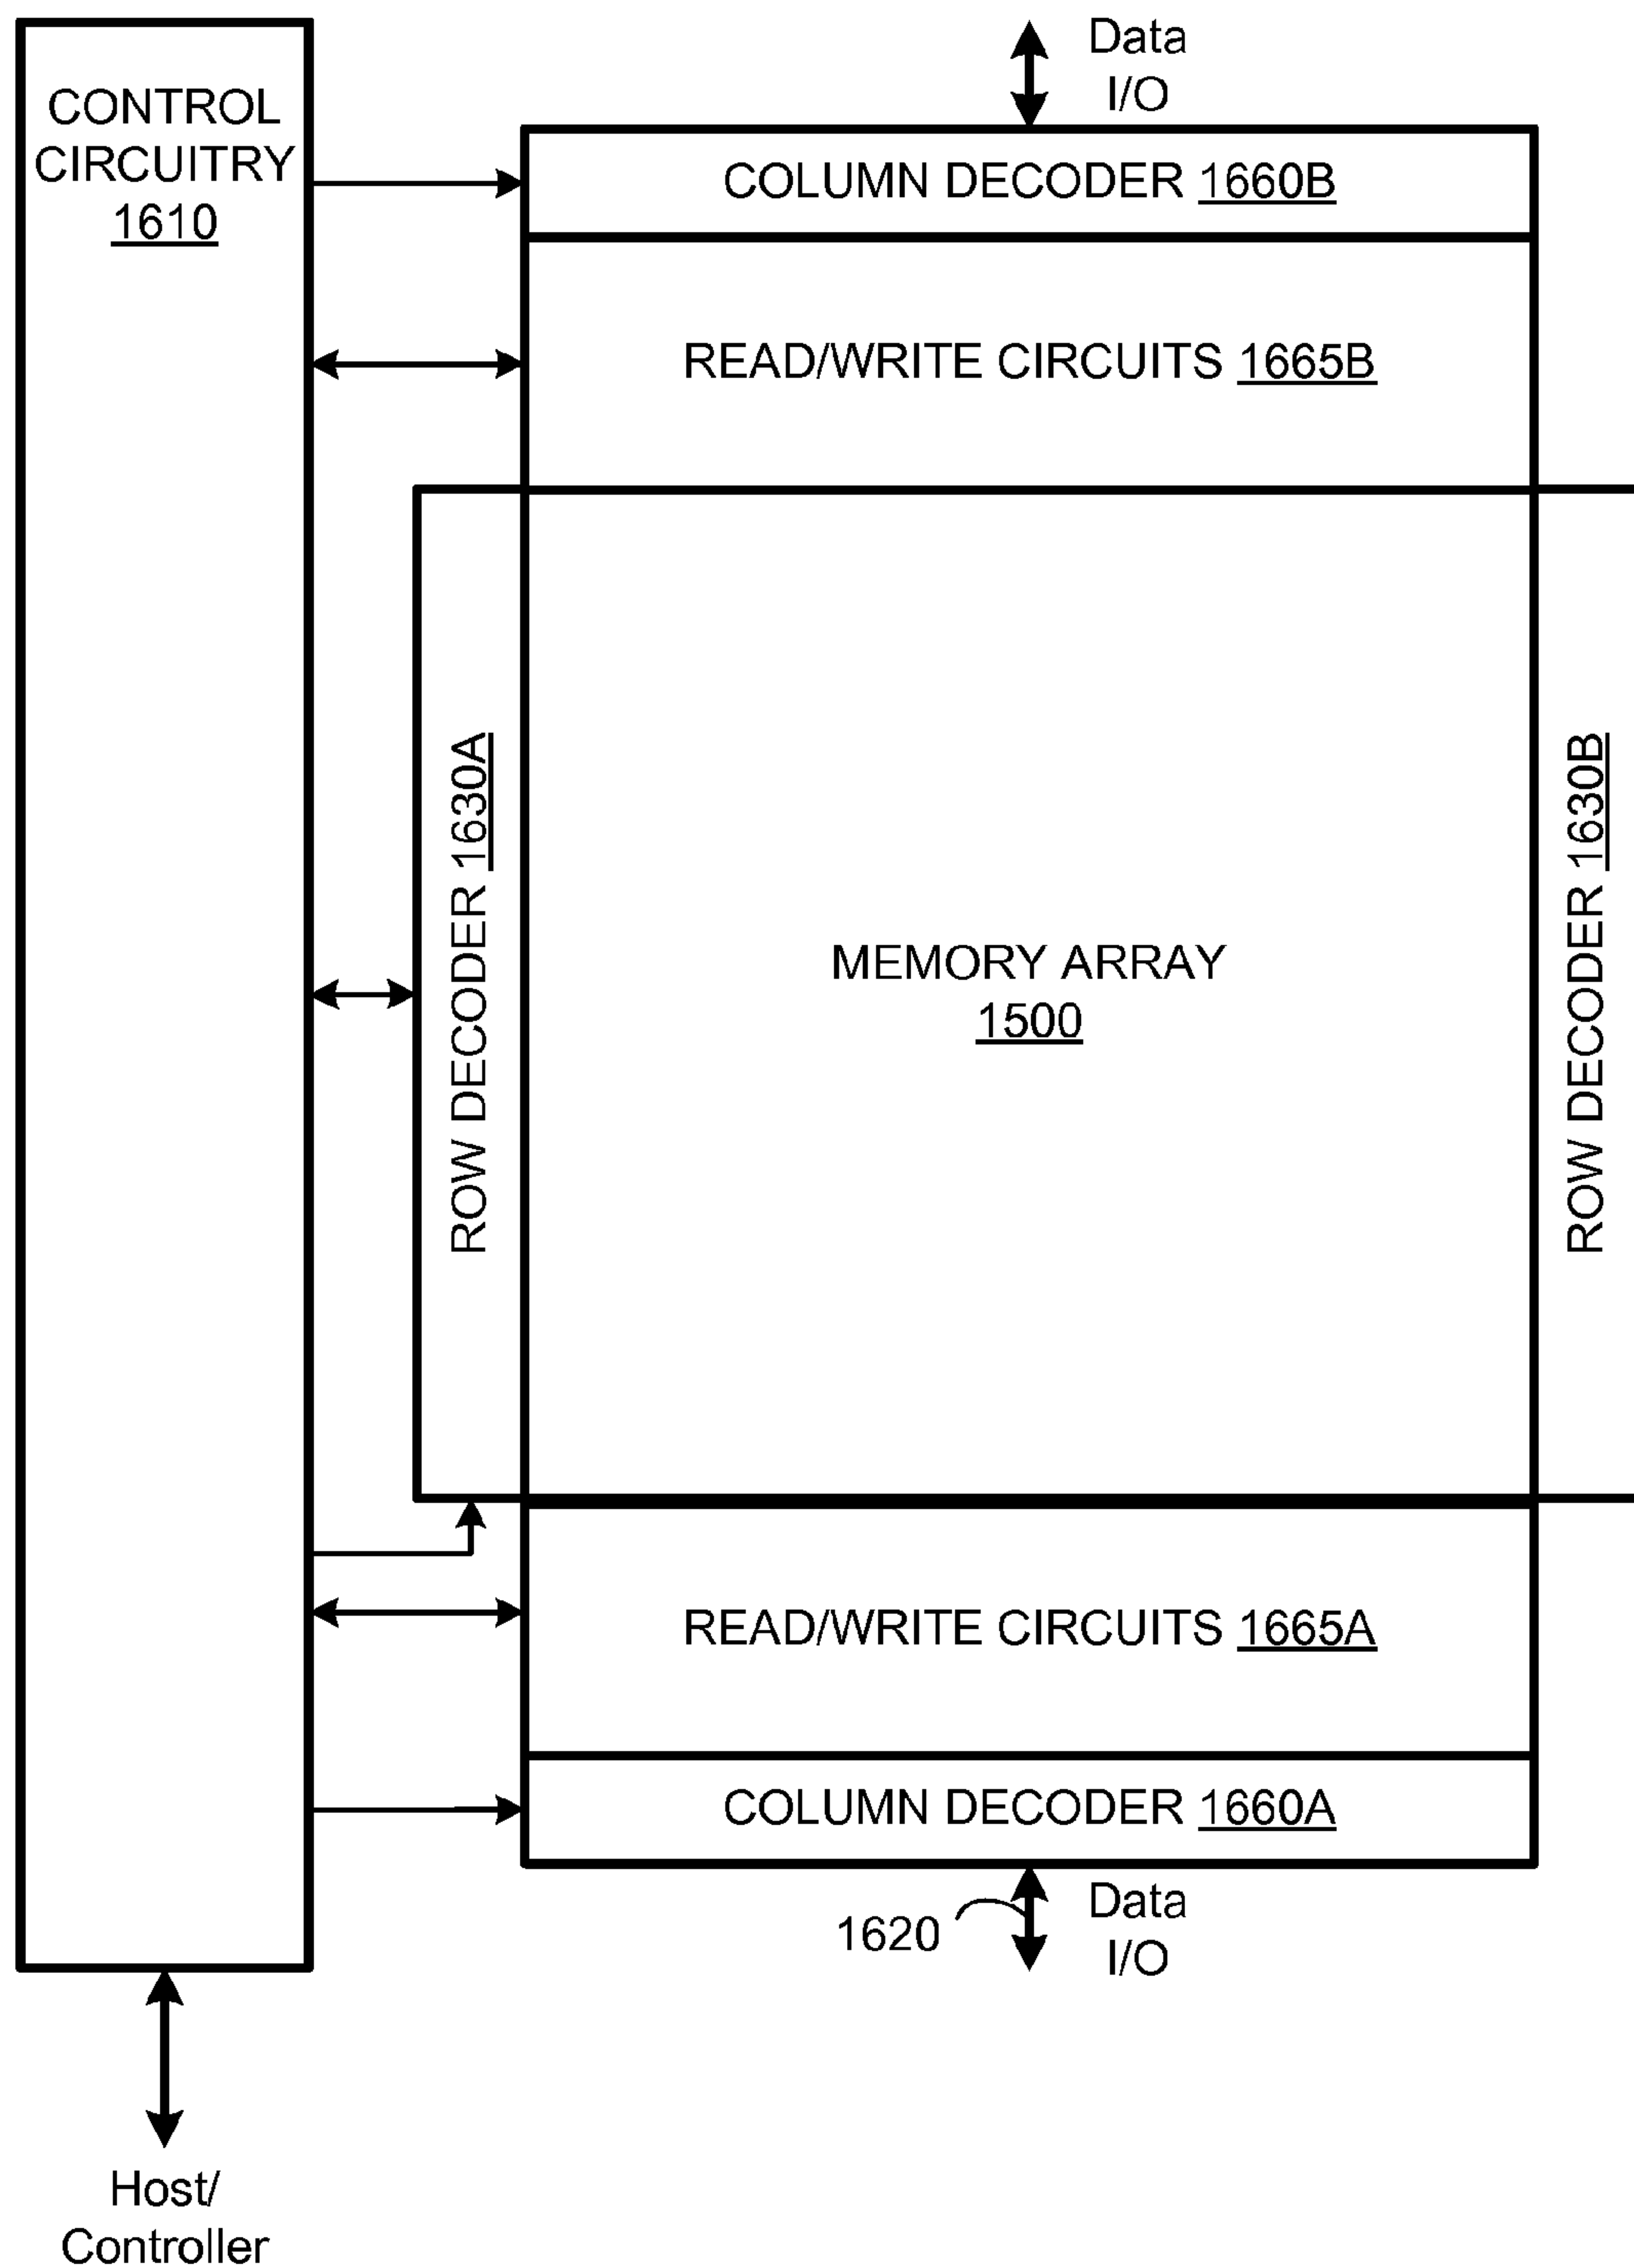 Data
I/O
CONTROL
CIRCUITRY
1610
COLUMN DECODER 1660B
READ/WRITE CIRCUITS 1665B
ROW DECODER 1630A
MEMORY ARRAY
1500
ROW DECODER 1630B
READ/WRITE CIRCUITS 1665A
COLUMN DECODER 1660A
1620
Data
I/O
Host/
Controller